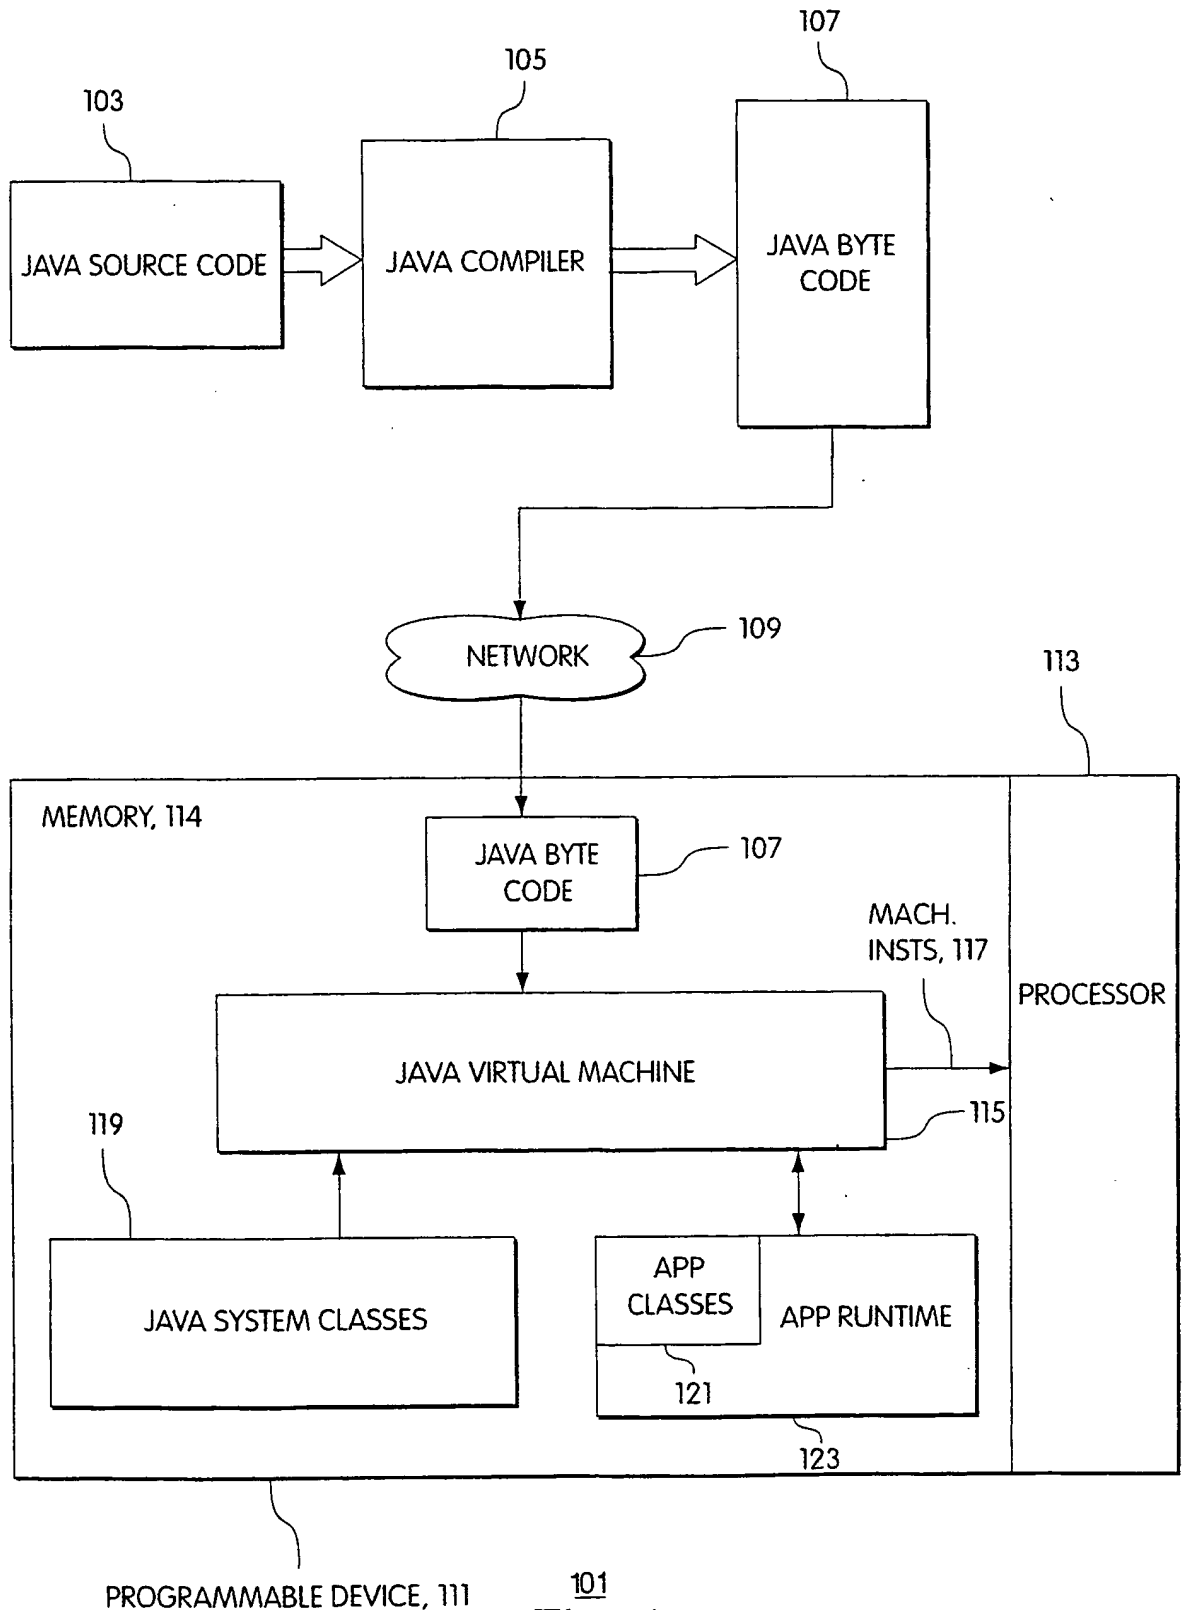 107
105
103
JAVA SOURCE CODE
JAVA COMPILER
JAVA BYTE
CODE
NETWORK
109
113
MEMORY, 114
JAVA BYTE
CODE
107
MACH.
INSTS, 117
PROCESSOR
JAVA VIRTUAL MACHINE
115
119
JAVA SYSTEM CLASSES
APP
CLASSES
APP RUNTIME
121
123
PROGRAMMABLE DEVICE, 111
101